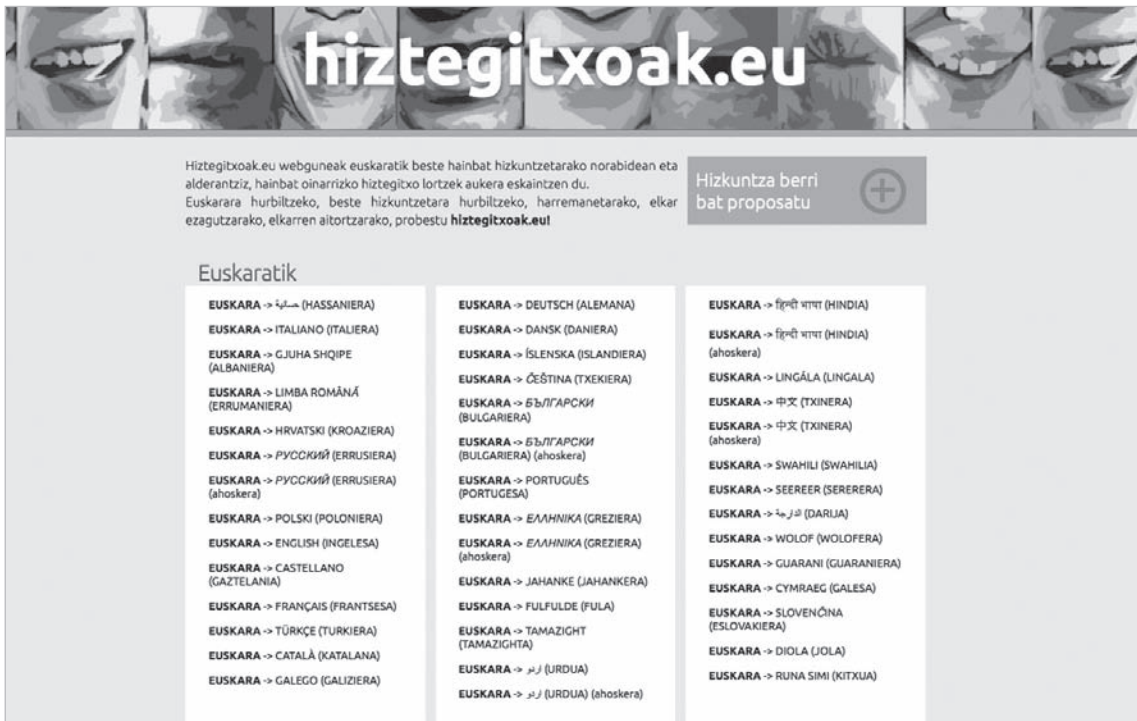 hiztegitxoak.eu
Hiztegitxoak.eu webguneak euskaratik beste hainbat hizkuntzetarako norabidean eta
alderantziz, hainbat oinarrizko hiztegitxo lortzek aukera eskaintzen du.
Euskarara hurbiltzeko, beste hizkuntzetara hurbiltzeko, harremanetarako, elkar
ezagutzarako, elkarren aitortzarako, probestu hiztegitxoak.eu!
Hizkuntza berri
bat proposatu
Euskaratik
EUSKARA -> حسانية (HASSANIERA)
EUSKARA -> ITALIANO (ITALIERA)
EUSKARA -> GJUHA SHQIPE
(ALBANIERA)
EUSKARA -> LIMBA ROMÂNĂ
(ERRUMANIERA)
EUSKARA -> HRVATSKI (KROAZIERA)
EUSKARA -> РУССКИЙ (ERRUSIERA)
EUSKARA -> РУССКИЙ (ERRUSIERA)
(ahoskera)
EUSKARA -> POLSKI (POLONIERA)
EUSKARA -> ENGLISH (INGELESA)
EUSKARA -> CASTELLANO
(GAZTELANIA)
EUSKARA -> FRANÇAIS (FRANTSESA)
EUSKARA -> TÜRKÇE (TURKIERA)
EUSKARA -> CATALÀ (KATALANA)
EUSKARA -> GALEGO (GALIZIERA)
EUSKARA -> DEUTSCH (ALEMANA)
EUSKARA -> DANSK (DANIERA)
EUSKARA -> ÍSLENSKA (ISLANDIERA)
EUSKARA -> ČEŠTINA (TXEKIERA)
EUSKARA -> БЪЛГАРСКИ
(BULGARIERA)
EUSKARA -> БЪЛГАРСКИ
(BULGARIERA) (ahoskera)
EUSKARA -> PORTUGUÊS
(PORTUGESA)
EUSKARA -> ΕΛΛΗΝΙΚΑ (GREZIERA)
EUSKARA -> ΕΛΛΗΝΙΚΑ (GREZIERA)
(ahoskera)
EUSKARA -> JAHANKE (JAHANKERA)
EUSKARA -> FULFULDE (FULA)
EUSKARA -> TAMAZIGHT
(TAMAZIGHTA)
EUSKARA -> اردو (URDUA)
EUSKARA -> اردو (URDUA) (ahoskera)
EUSKARA -> हिन्दी भाषा (HINDIA)
EUSKARA -> हिन्दी भाषा (HINDIA)
(ahoskera)
EUSKARA -> LINGÁLA (LINGALA)
EUSKARA -> 中文 (TXINERA)
EUSKARA -> 中文 (TXINERA)
(ahoskera)
EUSKARA -> SWAHILI (SWAHILIA)
EUSKARA -> SEEREER (SERERERA)
EUSKARA -> الدارجة (DARIJA)
EUSKARA -> WOLOF (WOLOFERA)
EUSKARA -> GUARANI (GUARANIERA)
EUSKARA -> CYMRAEG (GALESA)
EUSKARA -> SLOVENČINA
(ESLOVAKIERA)
EUSKARA -> DIOLA (JOLA)
EUSKARA -> RUNA SIMI (KITXUA)